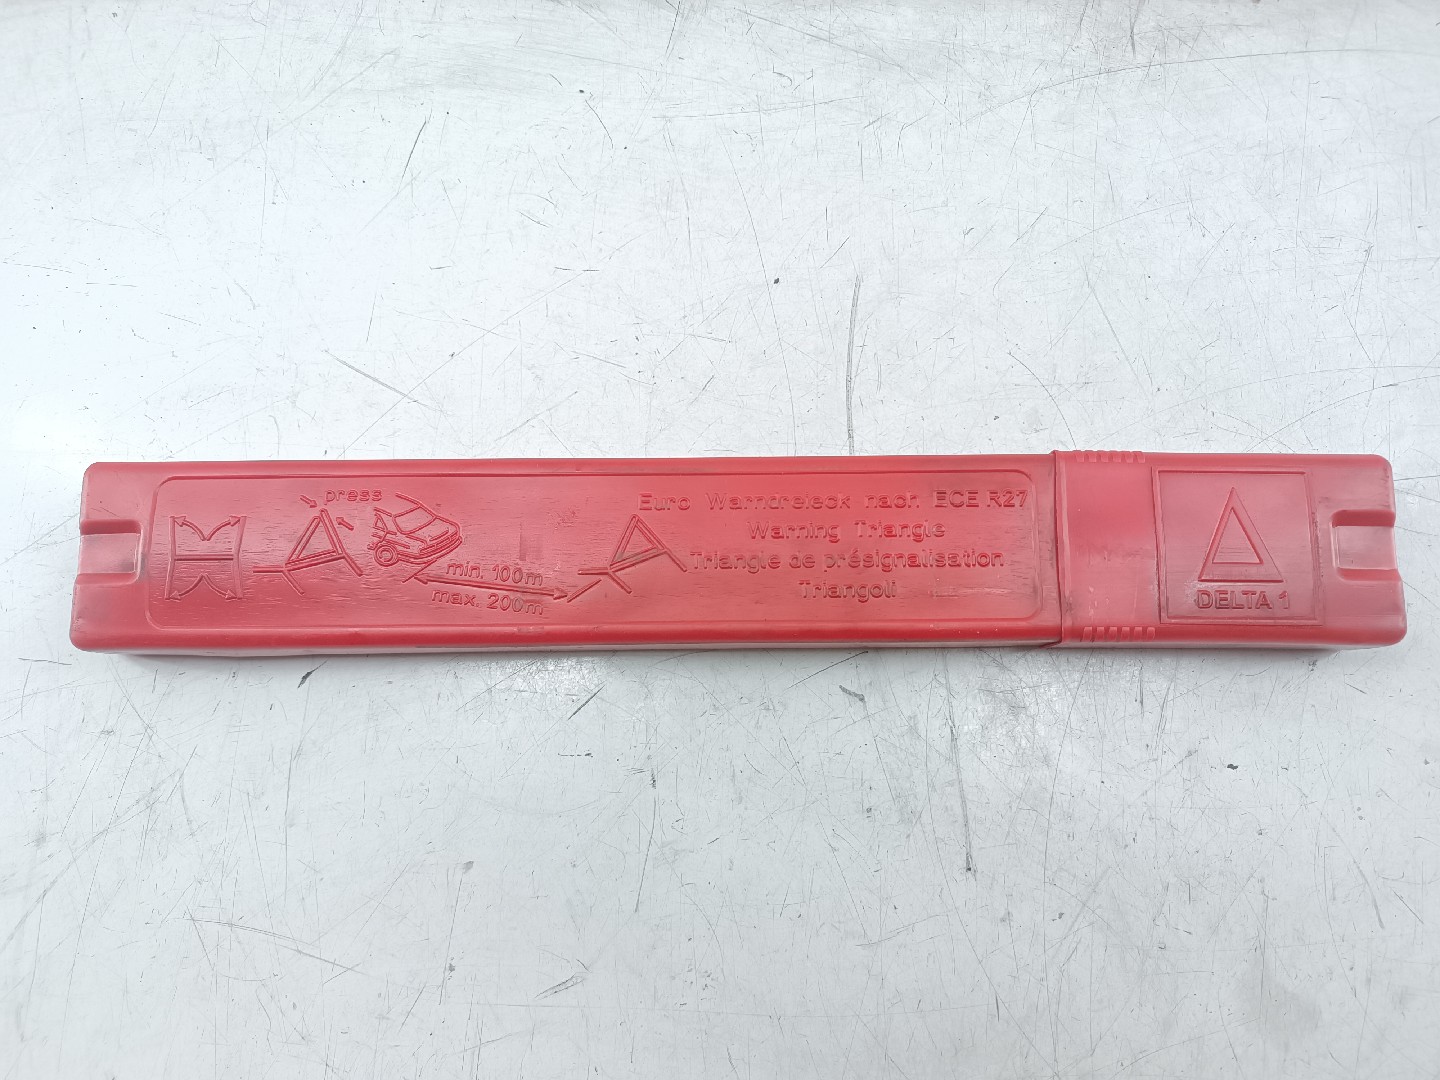 press
min. 100m
max. 200m
Euro Warndreieck nach ECE R27
Warning Triangle
Triangle de présignalisation
Triangoli
DELTA 1